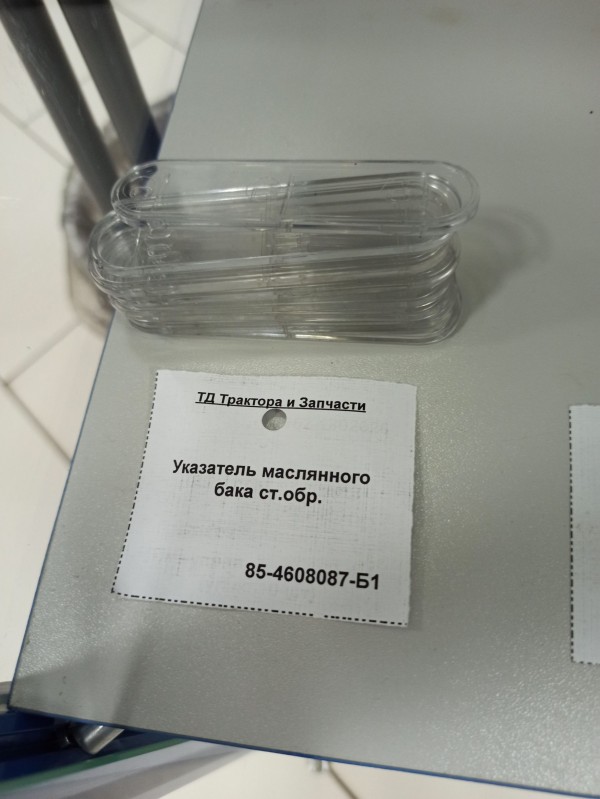 ТД Трактора и Запчасти
Указатель маслянного
бака ст.обр.
85-4608087-Б1